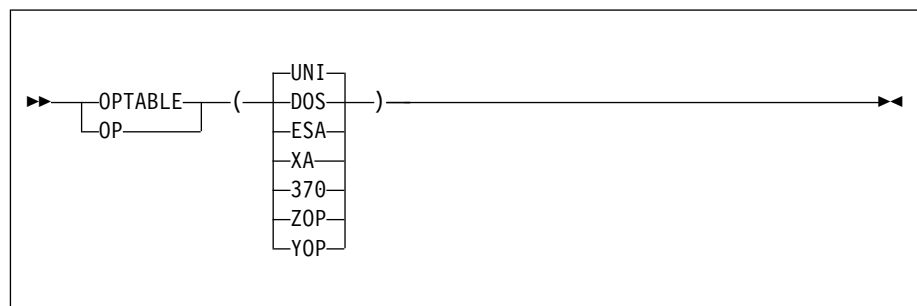 UNI
OPTABLE ( DOS )
OP ESA
XA
370
ZOP
YOP